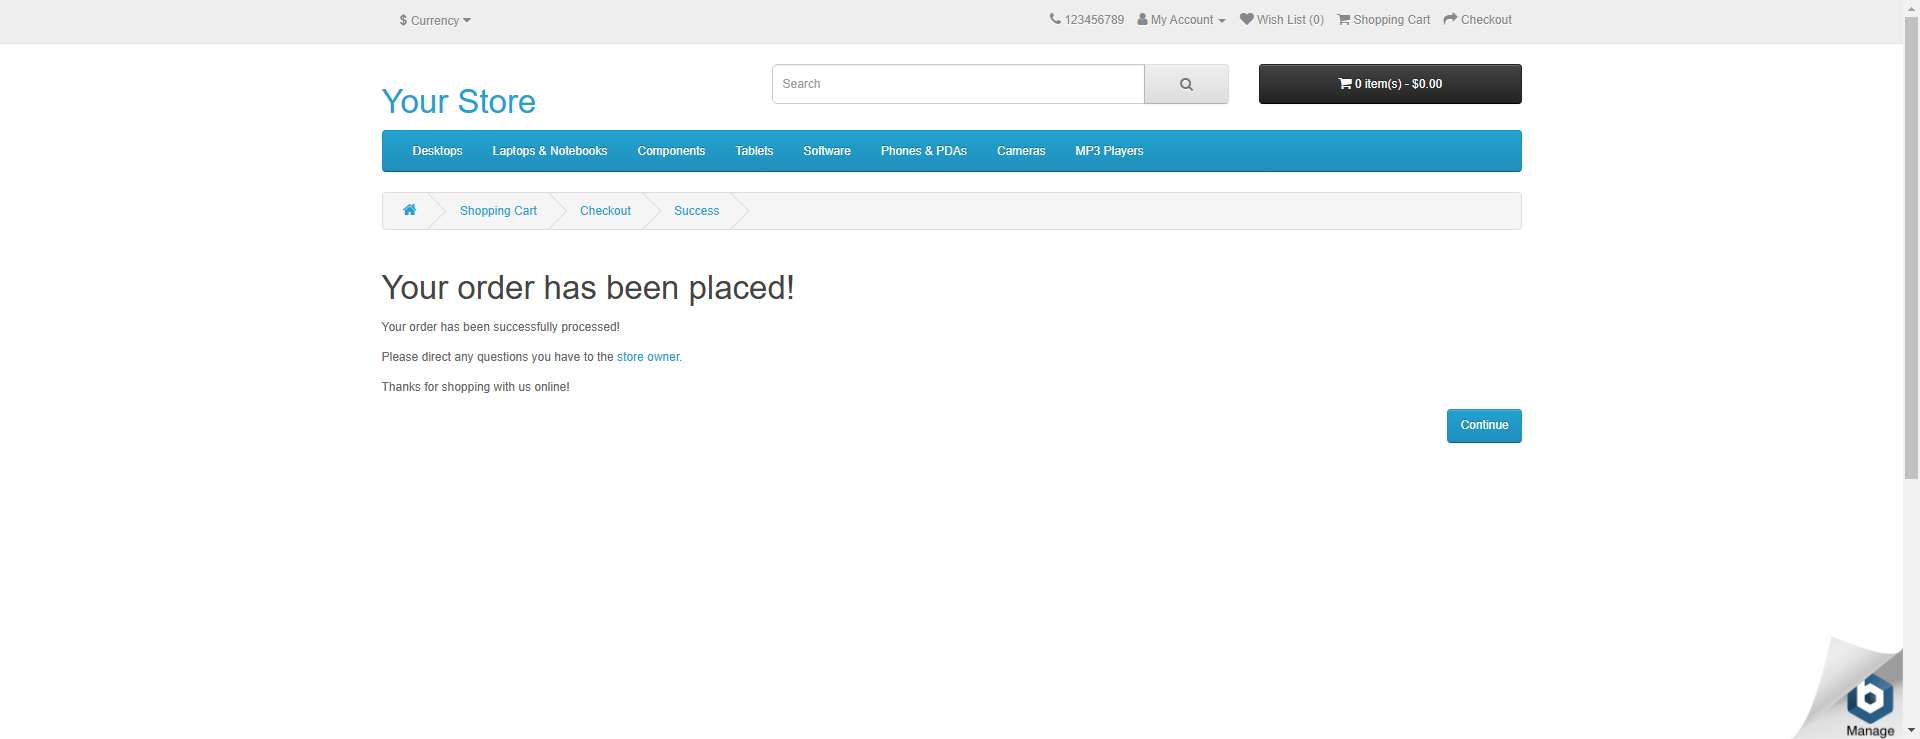 $ Currency
123456789 My Account Wish List (0) Shopping Cart Checkout
Your Store
Search
0 item(s) - $0.00
Desktops Laptops & Notebooks Components Tablets Software Phones & PDAs Cameras MP3 Players
Shopping Cart Checkout Success
Your order has been placed!
Your order has been successfully processed!
Please direct any questions you have to the store owner.
Thanks for shopping with us online!
Continue
Manage